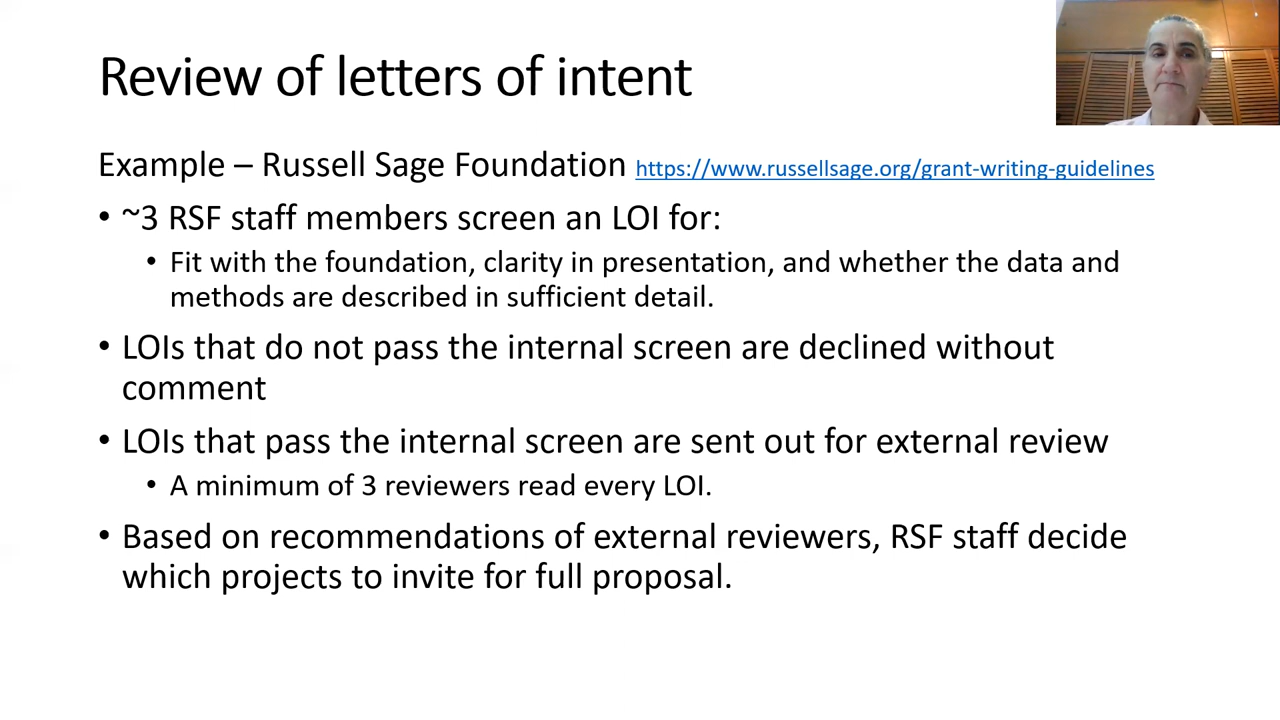 Review of letters of intent
Example – Russell Sage Foundation https://www.russellsage.org/grant-writing-guidelines
• ~3 RSF staff members screen an LOI for:
• Fit with the foundation, clarity in presentation, and whether the data and
methods are described in sufficient detail.
• LOIs that do not pass the internal screen are declined without
comment
• LOIs that pass the internal screen are sent out for external review
• A minimum of 3 reviewers read every LOI.
• Based on recommendations of external reviewers, RSF staff decide
which projects to invite for full proposal.